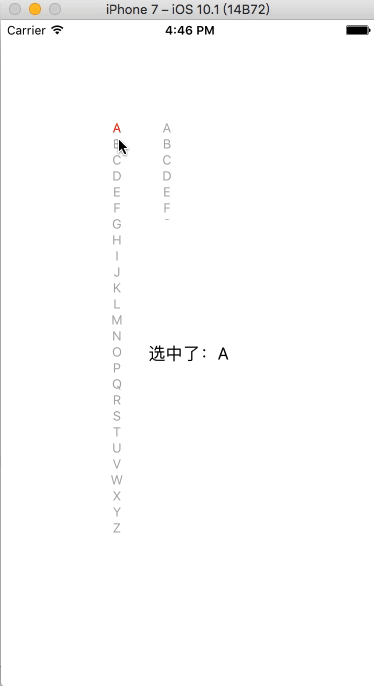 iPhone 7 – iOS 10.1 (14B72)
Carrier 4:46 PM
A
B
C
D
E
F
G
H
I
J
K
L
M
N
O
P
Q
R
S
T
U
V
W
X
Y
Z
A
B
C
D
E
F
选中了：A